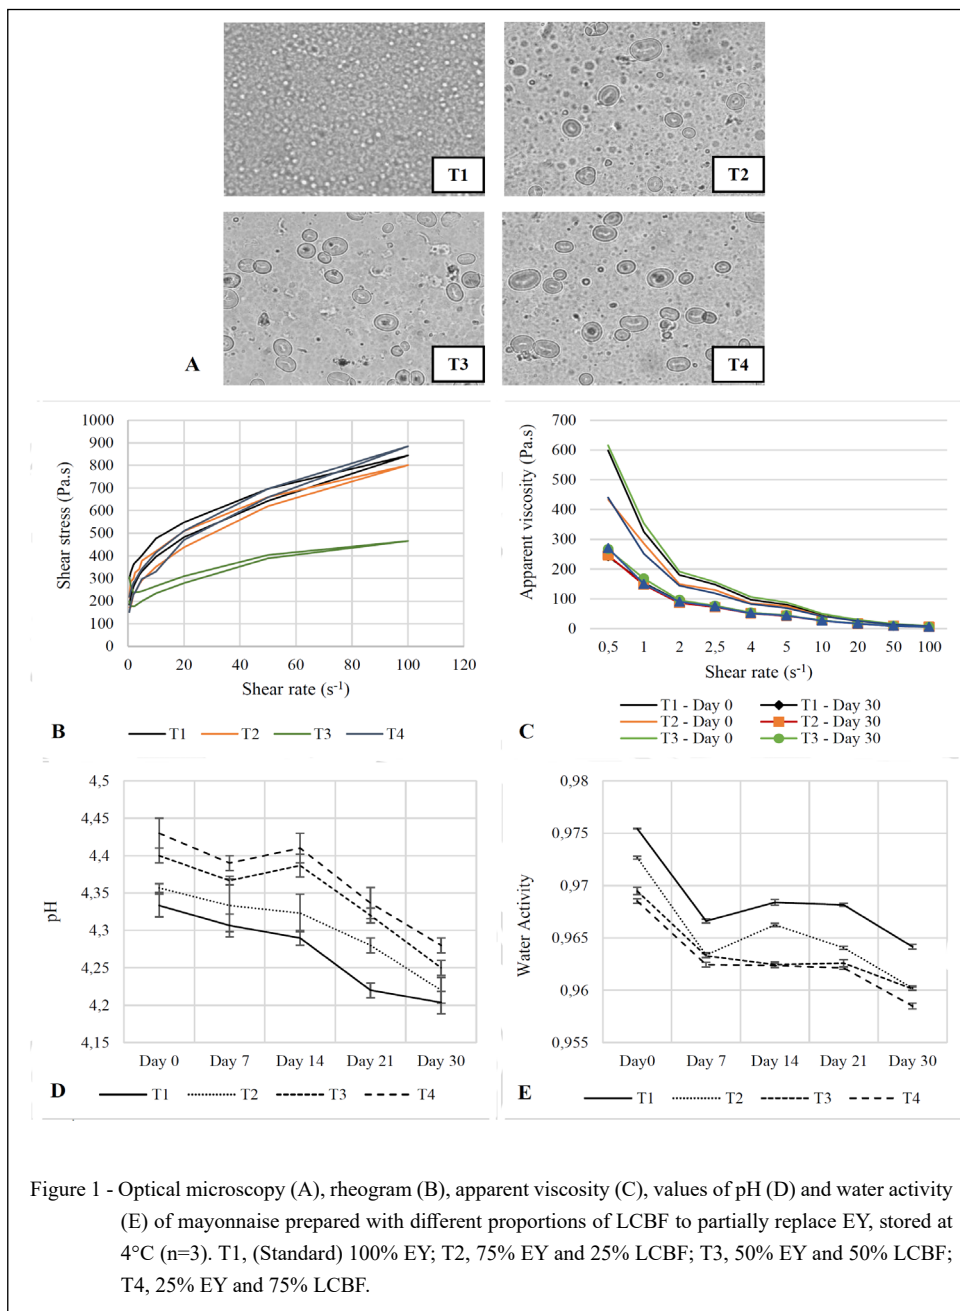 T1
T2
T3
T4
A
1000
900
800
700
600
500
400
300
200
100
0
Shear stress (Pa.s)
0 20 40 60 80 100 120
Shear rate (s-1)
B
T1 T2 T3 T4
700
600
500
400
300
200
100
0
Apparent viscosity (Pa.s)
0,5 1 2 2,5 4 5 10 20 50 100
Shear rate (s-1)
C
T1 - Day 0 T1 - Day 30
T2 - Day 0 T2 - Day 30
T3 - Day 0 T3 - Day 30
4,5
4,45
4,4
4,35
4,3
4,25
4,2
4,15
pH
Day 0 Day 7 Day 14 Day 21 Day 30
D
T1 T2 T3 T4
0,98
0,975
0,97
0,965
0,96
0,955
Water Activity
Day0 Day 7 Day 14 Day 21 Day 30
E
T1 T2 T3 T4
Figure 1 - Optical microscopy (A), rheogram (B), apparent viscosity (C), values of pH (D) and water activity
(E) of mayonnaise prepared with different proportions of LCBF to partially replace EY, stored at
4°C (n=3). T1, (Standard) 100% EY; T2, 75% EY and 25% LCBF; T3, 50% EY and 50% LCBF;
T4, 25% EY and 75% LCBF.